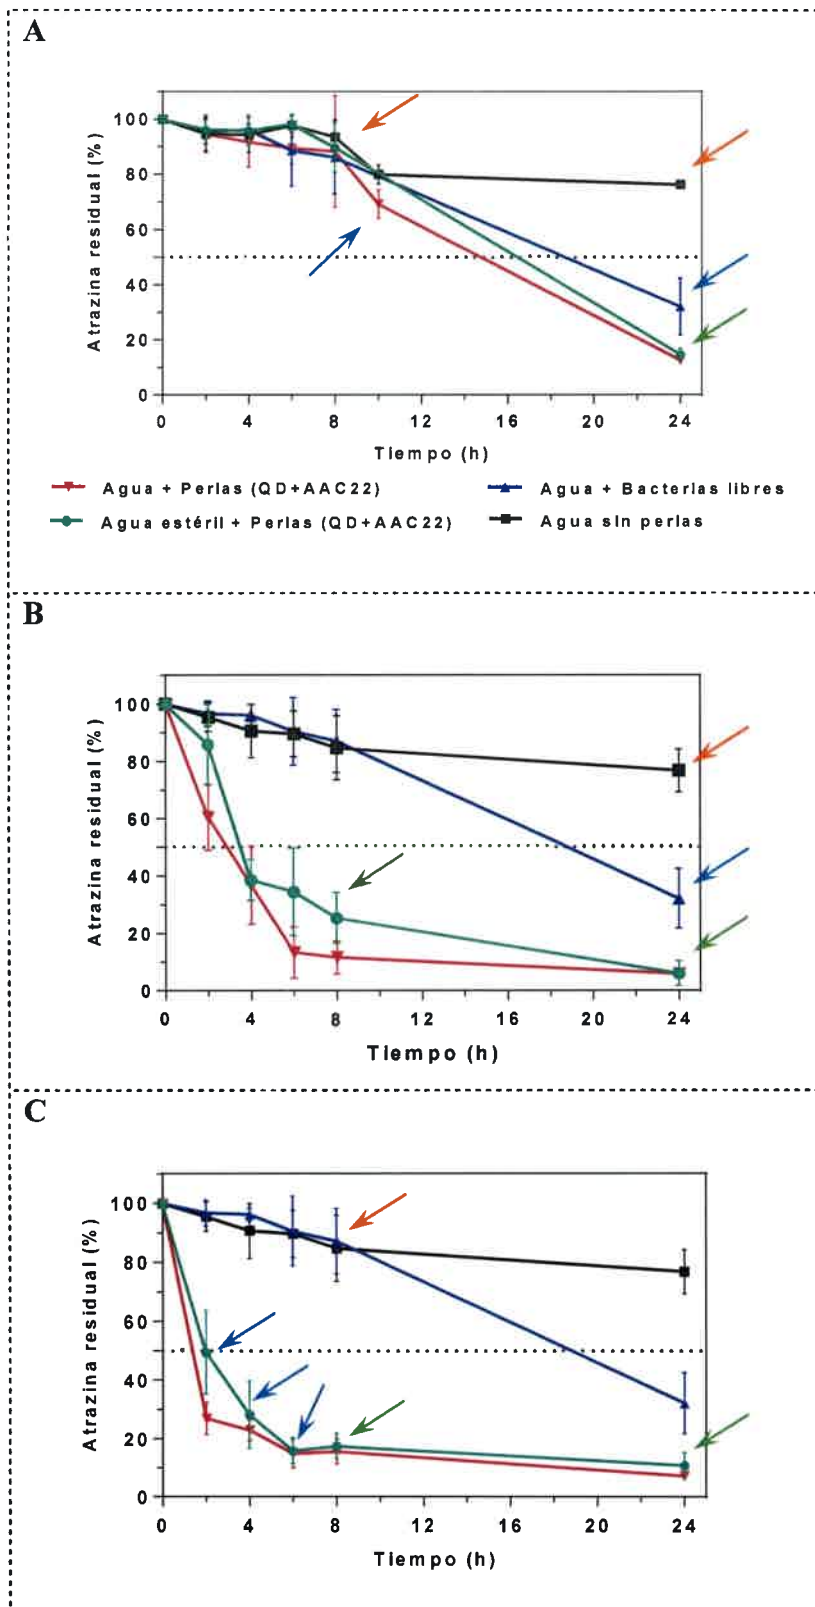 A
Atrazina residual (%)
100
80
60
40
20
0
0 4 8 12 16 20 24
Tiempo (h)
Agua + Perlas (QD+AAC22)
Agua + Bacterias libres
Agua estéril + Perlas (QD+AAC22)
Agua sin perlas
B
Atrazina residual (%)
100
80
60
40
20
0
0 4 8 12 16 20 24
Tiempo (h)
C
Atrazina residual (%)
100
80
60
40
20
0
0 4 8 12 16 20 24
Tiempo (h)